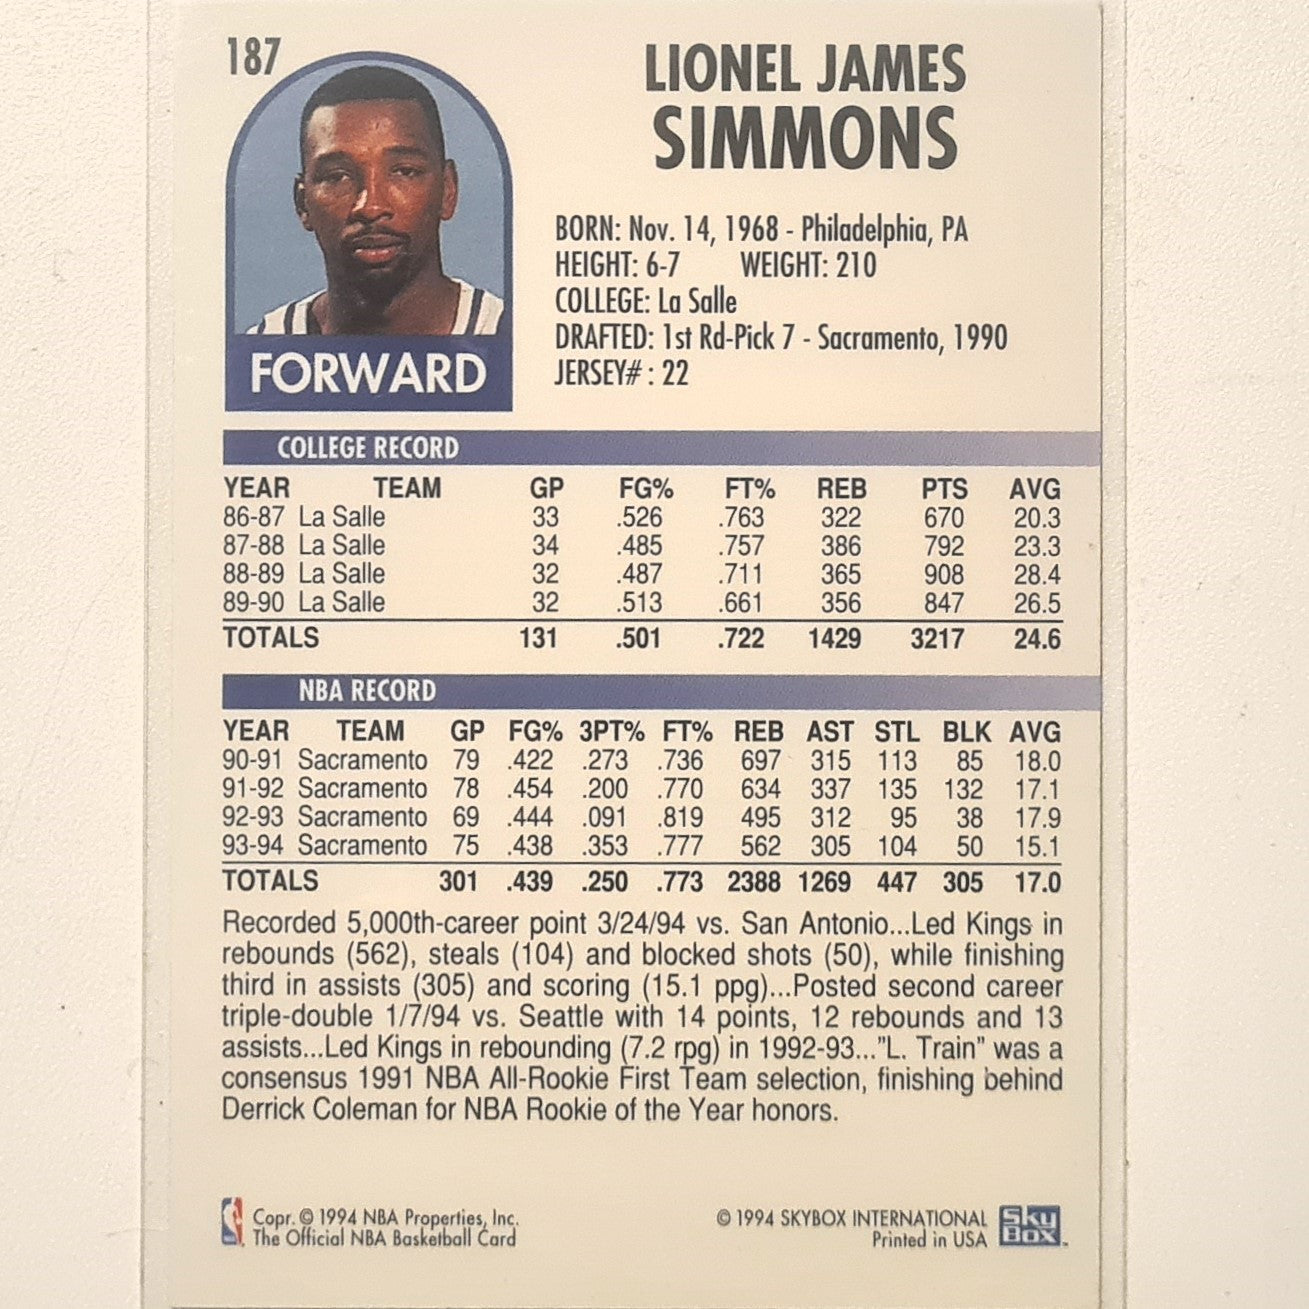 187
LIONEL JAMES
SIMMONS
BORN: Nov. 14, 1968 - Philadelphia, PA
HEIGHT: 6-7 WEIGHT: 210
COLLEGE: La Salle
DRAFTED: 1st Rd-Pick 7 - Sacramento, 1990
JERSEY# : 22
FORWARD
COLLEGE RECORD
YEAR TEAM GP FG% FT% REB PTS AVG
86-87 La Salle 33 .526 .763 322 670 20.3
87-88 La Salle 34 .485 .757 386 792 23.3
88-89 La Salle 32 .487 .711 365 908 28.4
89-90 La Salle 32 .513 .661 356 847 26.5
TOTALS 131 .501 .722 1429 3217 24.6
NBA RECORD
YEAR TEAM GP FG% 3PT% FT% REB AST STL BLK AVG
90-91 Sacramento 79 .422 .273 .736 697 315 113 85 18.0
91-92 Sacramento 78 .454 .200 .770 634 337 135 132 17.1
92-93 Sacramento 69 .444 .091 .819 495 312 95 38 17.9
93-94 Sacramento 75 .438 .353 .777 562 305 104 50 15.1
TOTALS 301 .439 .250 .773 2388 1269 447 305 17.0
Recorded 5,000th-career point 3/24/94 vs. San Antonio...Led Kings in
rebounds (562), steals (104) and blocked shots (50), while finishing
third in assists (305) and scoring (15.1 ppg)...Posted second career
triple-double 1/7/94 vs. Seattle with 14 points, 12 rebounds and 13
assists...Led Kings in rebounding (7.2 rpg) in 1992-93..."L. Train" was a
consensus 1991 NBA All-Rookie First Team selection, finishing behind
Derrick Coleman for NBA Rookie of the Year honors.
Copr. © 1994 NBA Properties, Inc.
The Official NBA Basketball Card
© 1994 SKYBOX INTERNATIONAL
Printed in USA
SKY
BOX™